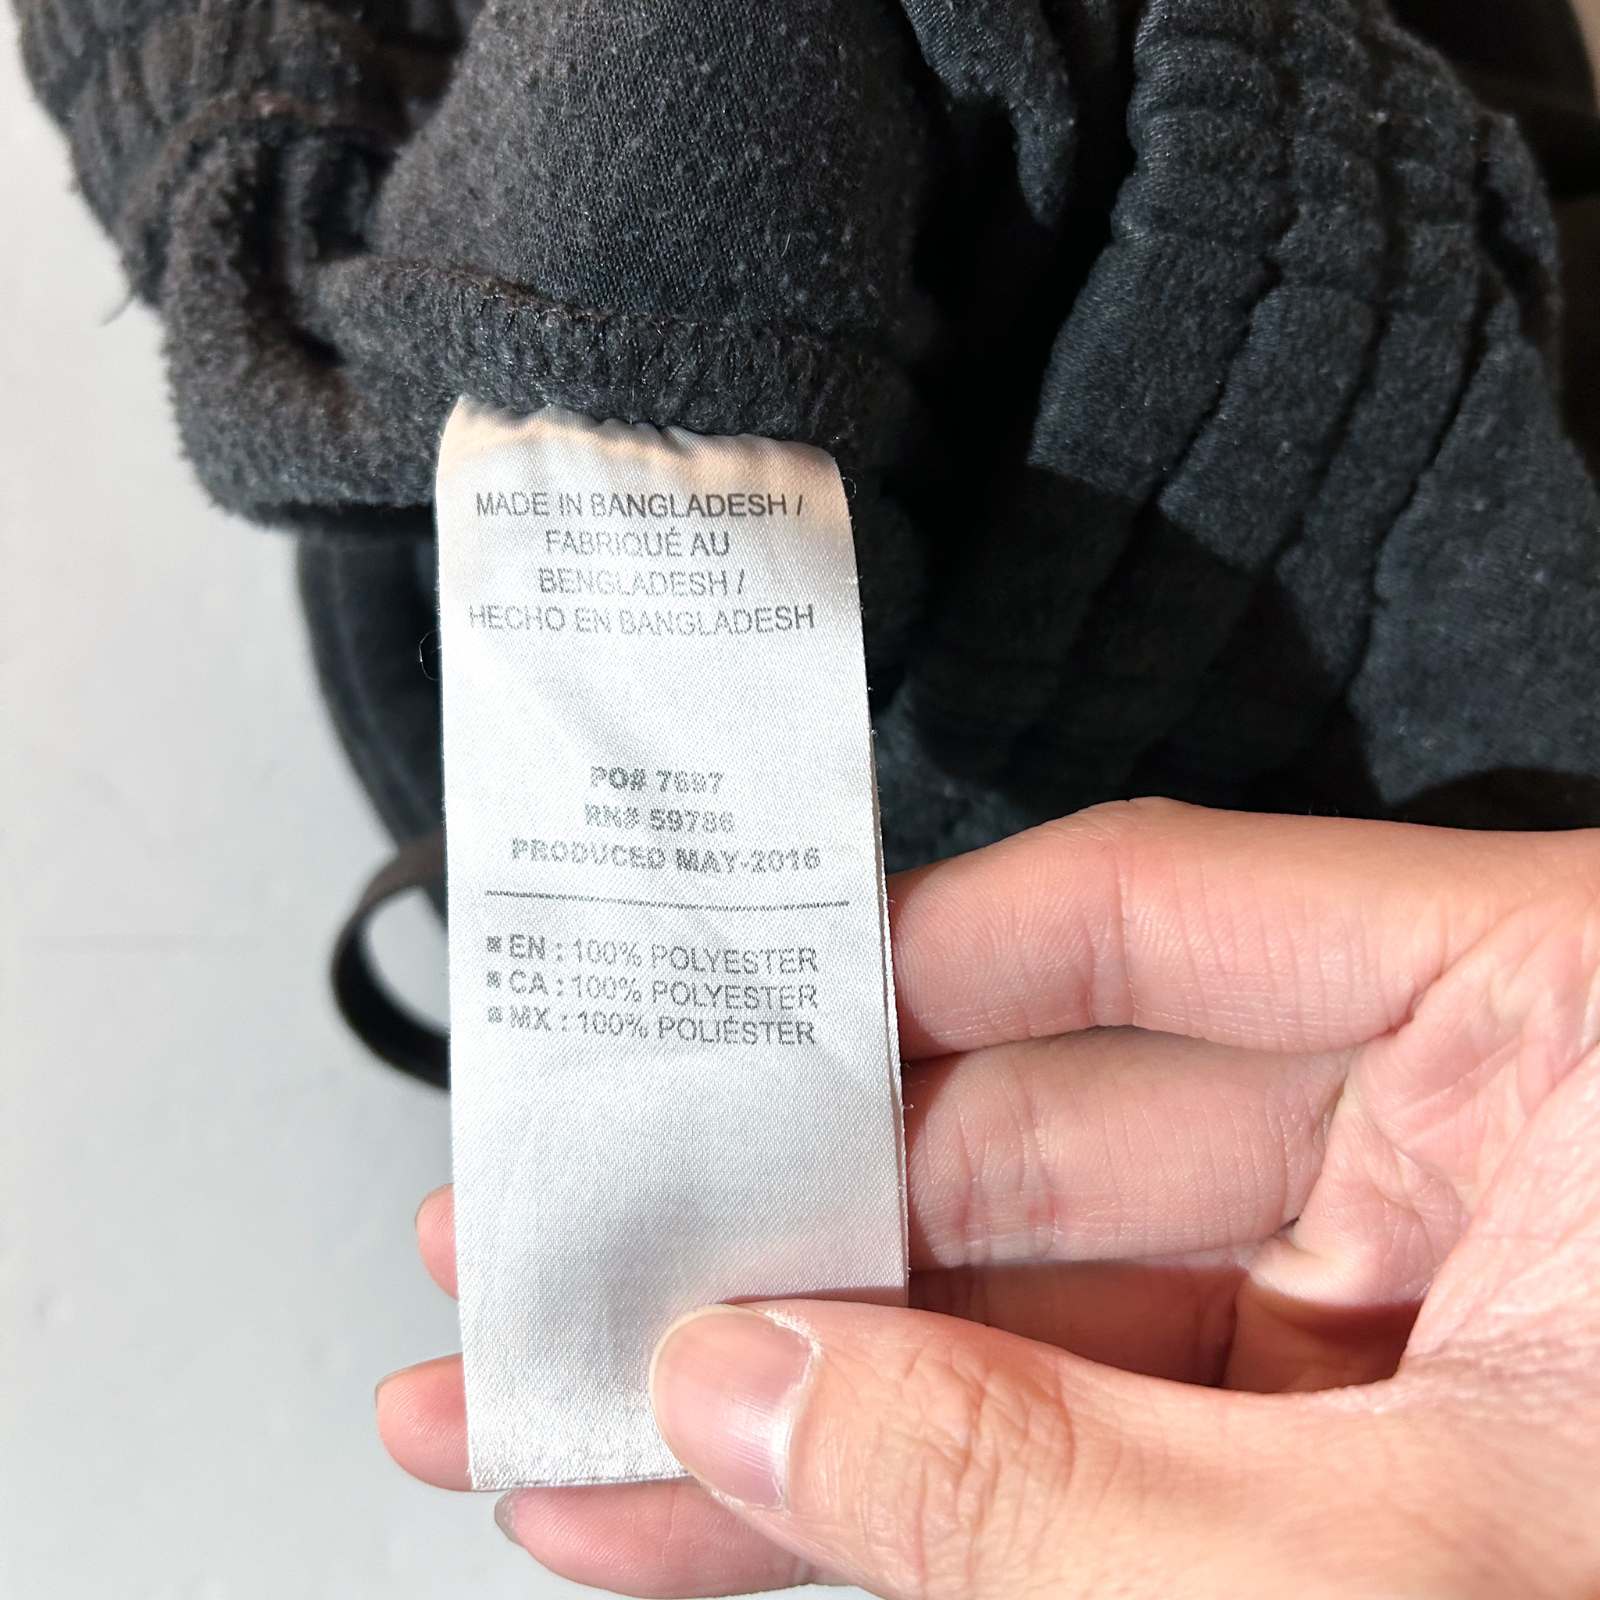 MADE IN BANGLADESH /
FABRIQUÉ AU
BENGLADESH /
HECHO EN BANGLADESH
PO# 7697
RN# 59786
PRODUCED MAY-2016
EN : 100% POLYESTER
CA : 100% POLYESTER
MX : 100% POLIÉSTER